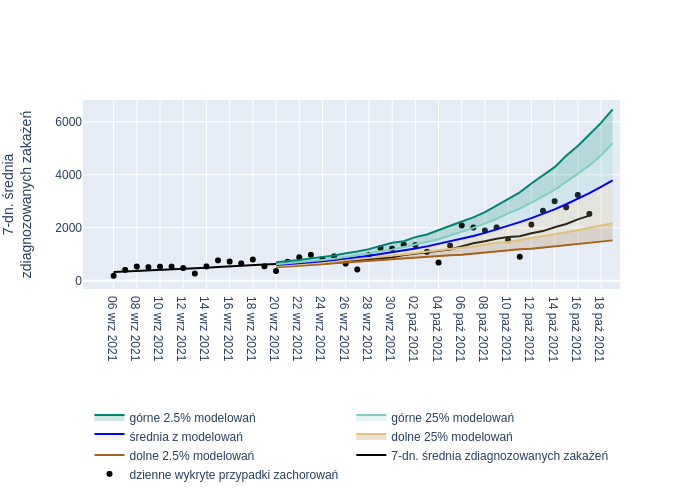 7-dn. średnia
zdiagnozowanych zakażeń
6000
4000
2000
0
06 wrz 2021
08 wrz 2021
10 wrz 2021
12 wrz 2021
14 wrz 2021
16 wrz 2021
18 wrz 2021
20 wrz 2021
22 wrz 2021
24 wrz 2021
26 wrz 2021
28 wrz 2021
30 wrz 2021
02 paź 2021
04 paź 2021
06 paź 2021
08 paź 2021
10 paź 2021
12 paź 2021
14 paź 2021
16 paź 2021
18 paź 2021
górne 2.5% modelowań
górne 25% modelowań
średnia z modelowań
dolne 25% modelowań
dolne 2.5% modelowań
7-dn. średnia zdiagnozowanych zakażeń
dzienne wykryte przypadki zachorowań